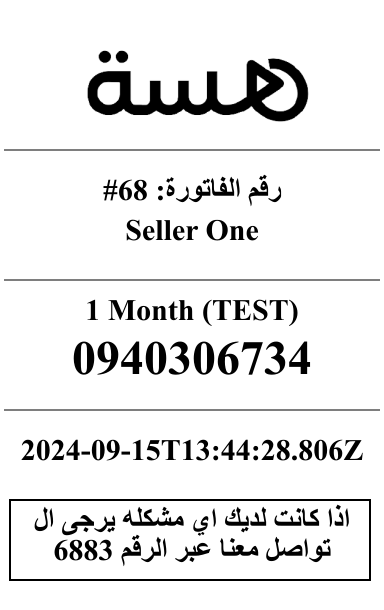 هسة
رقم الفاتورة: 68#
Seller One
1 Month (TEST)
0940306734
2024-09-15T13:44:28.806Z
اذا كانت لديك اي مشكله يرجى ال
تواصل معنا عبر الرقم 6883